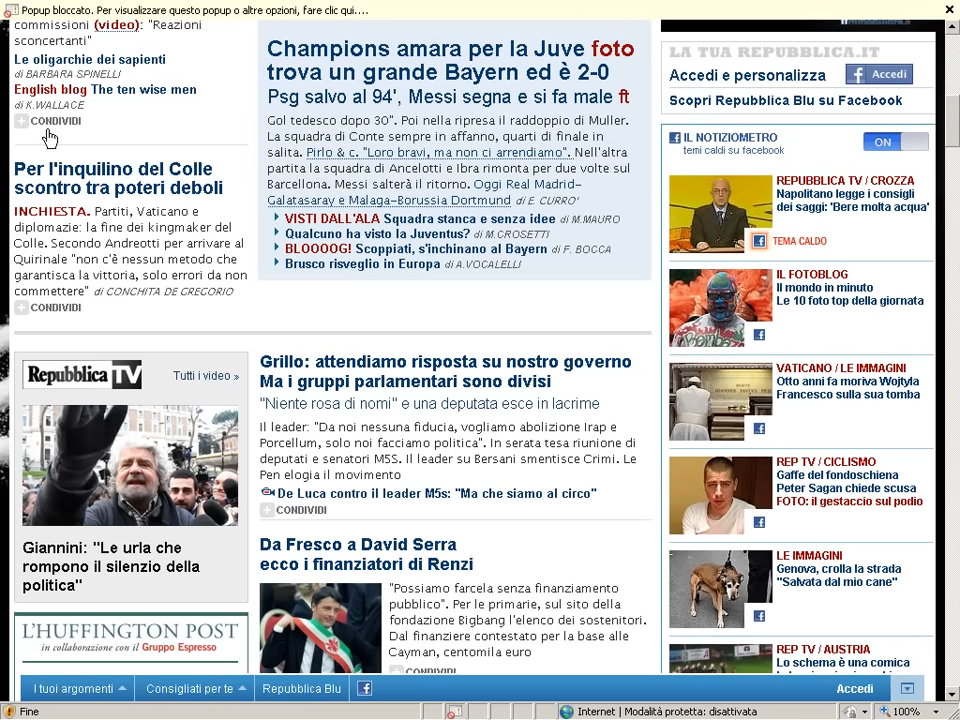 Popup bloccato. Per visualizzare questo popup o altre opzioni, fare clic qui....
commissioni (video): "Reazioni
sconcertanti"
Le oligarchie dei sapienti
di BARBARA SPINELLI
English blog The ten wise men
di K.WALLACE
CONDIVIDI
Per l'inquilino del Colle
scontro tra poteri deboli
INCHIESTA. Partiti, Vaticano e
diplomazie: la fine dei kingmaker del
Colle. Secondo Andreotti per arrivare al
Quirinale "non c'è nessun metodo che
garantisca la vittoria, solo errori da non
commettere" di CONCHITA DE GREGORIO
CONDIVIDI
Champions amara per la Juve foto
trova un grande Bayern ed è 2-0
Psg salvo al 94', Messi segna e si fa male ft
Gol tedesco dopo 30". Poi nella ripresa il raddoppio di Muller.
La squadra di Conte sempre in affanno, quarti di finale in
salita. Pirlo & c. "Loro bravi, ma non ci arrendiamo". Nell'altra
partita la squadra di Ancelotti e Ibra rimonta per due volte sul
Barcellona. Messi salterà il ritorno. Oggi Real Madrid-
Galatasaray e Malaga-Borussia Dortmund di E. CURRO'
VISTI DALL'ALA Squadra stanca e senza idee di M.MAURO
Qualcuno ha visto la Juventus? di M.CROSETTI
BLOOOOG! Scoppiati, s'inchinano al Bayern di F. BOCCA
Brusco risveglio in Europa di A.VOCALELLI
LA TUA REPUBBLICA.IT
Accedi e personalizza
Accedi
Scopri Repubblica Blu su Facebook
IL NOTIZIOMETRO
temi caldi su facebook
ON
REPUBBLICA TV / CROZZA
Napolitano legge i consigli
dei saggi: 'Bere molta acqua'
TEMA CALDO
IL FOTOBLOG
Il mondo in minuto
Le 10 foto top della giornata
VATICANO / LE IMMAGINI
Otto anni fa moriva Wojtyla
Francesco sulla sua tomba
REP TV / CICLISMO
Gaffe del fondoschiena
Peter Sagan chiede scusa
FOTO: il gestaccio sul podio
LE IMMAGINI
Genova, crolla la strada
"Salvata dal mio cane"
REP TV / AUSTRIA
Lo schema è una comica
Repubblica TV
Tutti i video »
Giannini: "Le urla che
rompono il silenzio della
politica"
L'HUFFINGTON POST
in collaborazione con il Gruppo Espresso
Grillo: attendiamo risposta su nostro governo
Ma i gruppi parlamentari sono divisi
"Niente rosa di nomi" e una deputata esce in lacrime
Il leader: "Da noi nessuna fiducia, vogliamo abolizione Irap e
Porcellum, solo noi facciamo politica". In serata tesa riunione di
deputati e senatori M5S. Il leader su Bersani smentisce Crimi. Le
Pen elogia il movimento
De Luca contro il leader M5s: "Ma che siamo al circo"
CONDIVIDI
Da Fresco a David Serra
ecco i finanziatori di Renzi
"Possiamo farcela senza finanziamento
pubblico". Per le primarie, sul sito della
fondazione Bigbang l'elenco dei sostenitori.
Dal finanziere contestato per la base alle
Cayman, centomila euro
CONDIVIDI
I tuoi argomenti
Consigliati per te
Repubblica Blu
Accedi
Fine
Internet | Modalità protetta: disattivata
100%